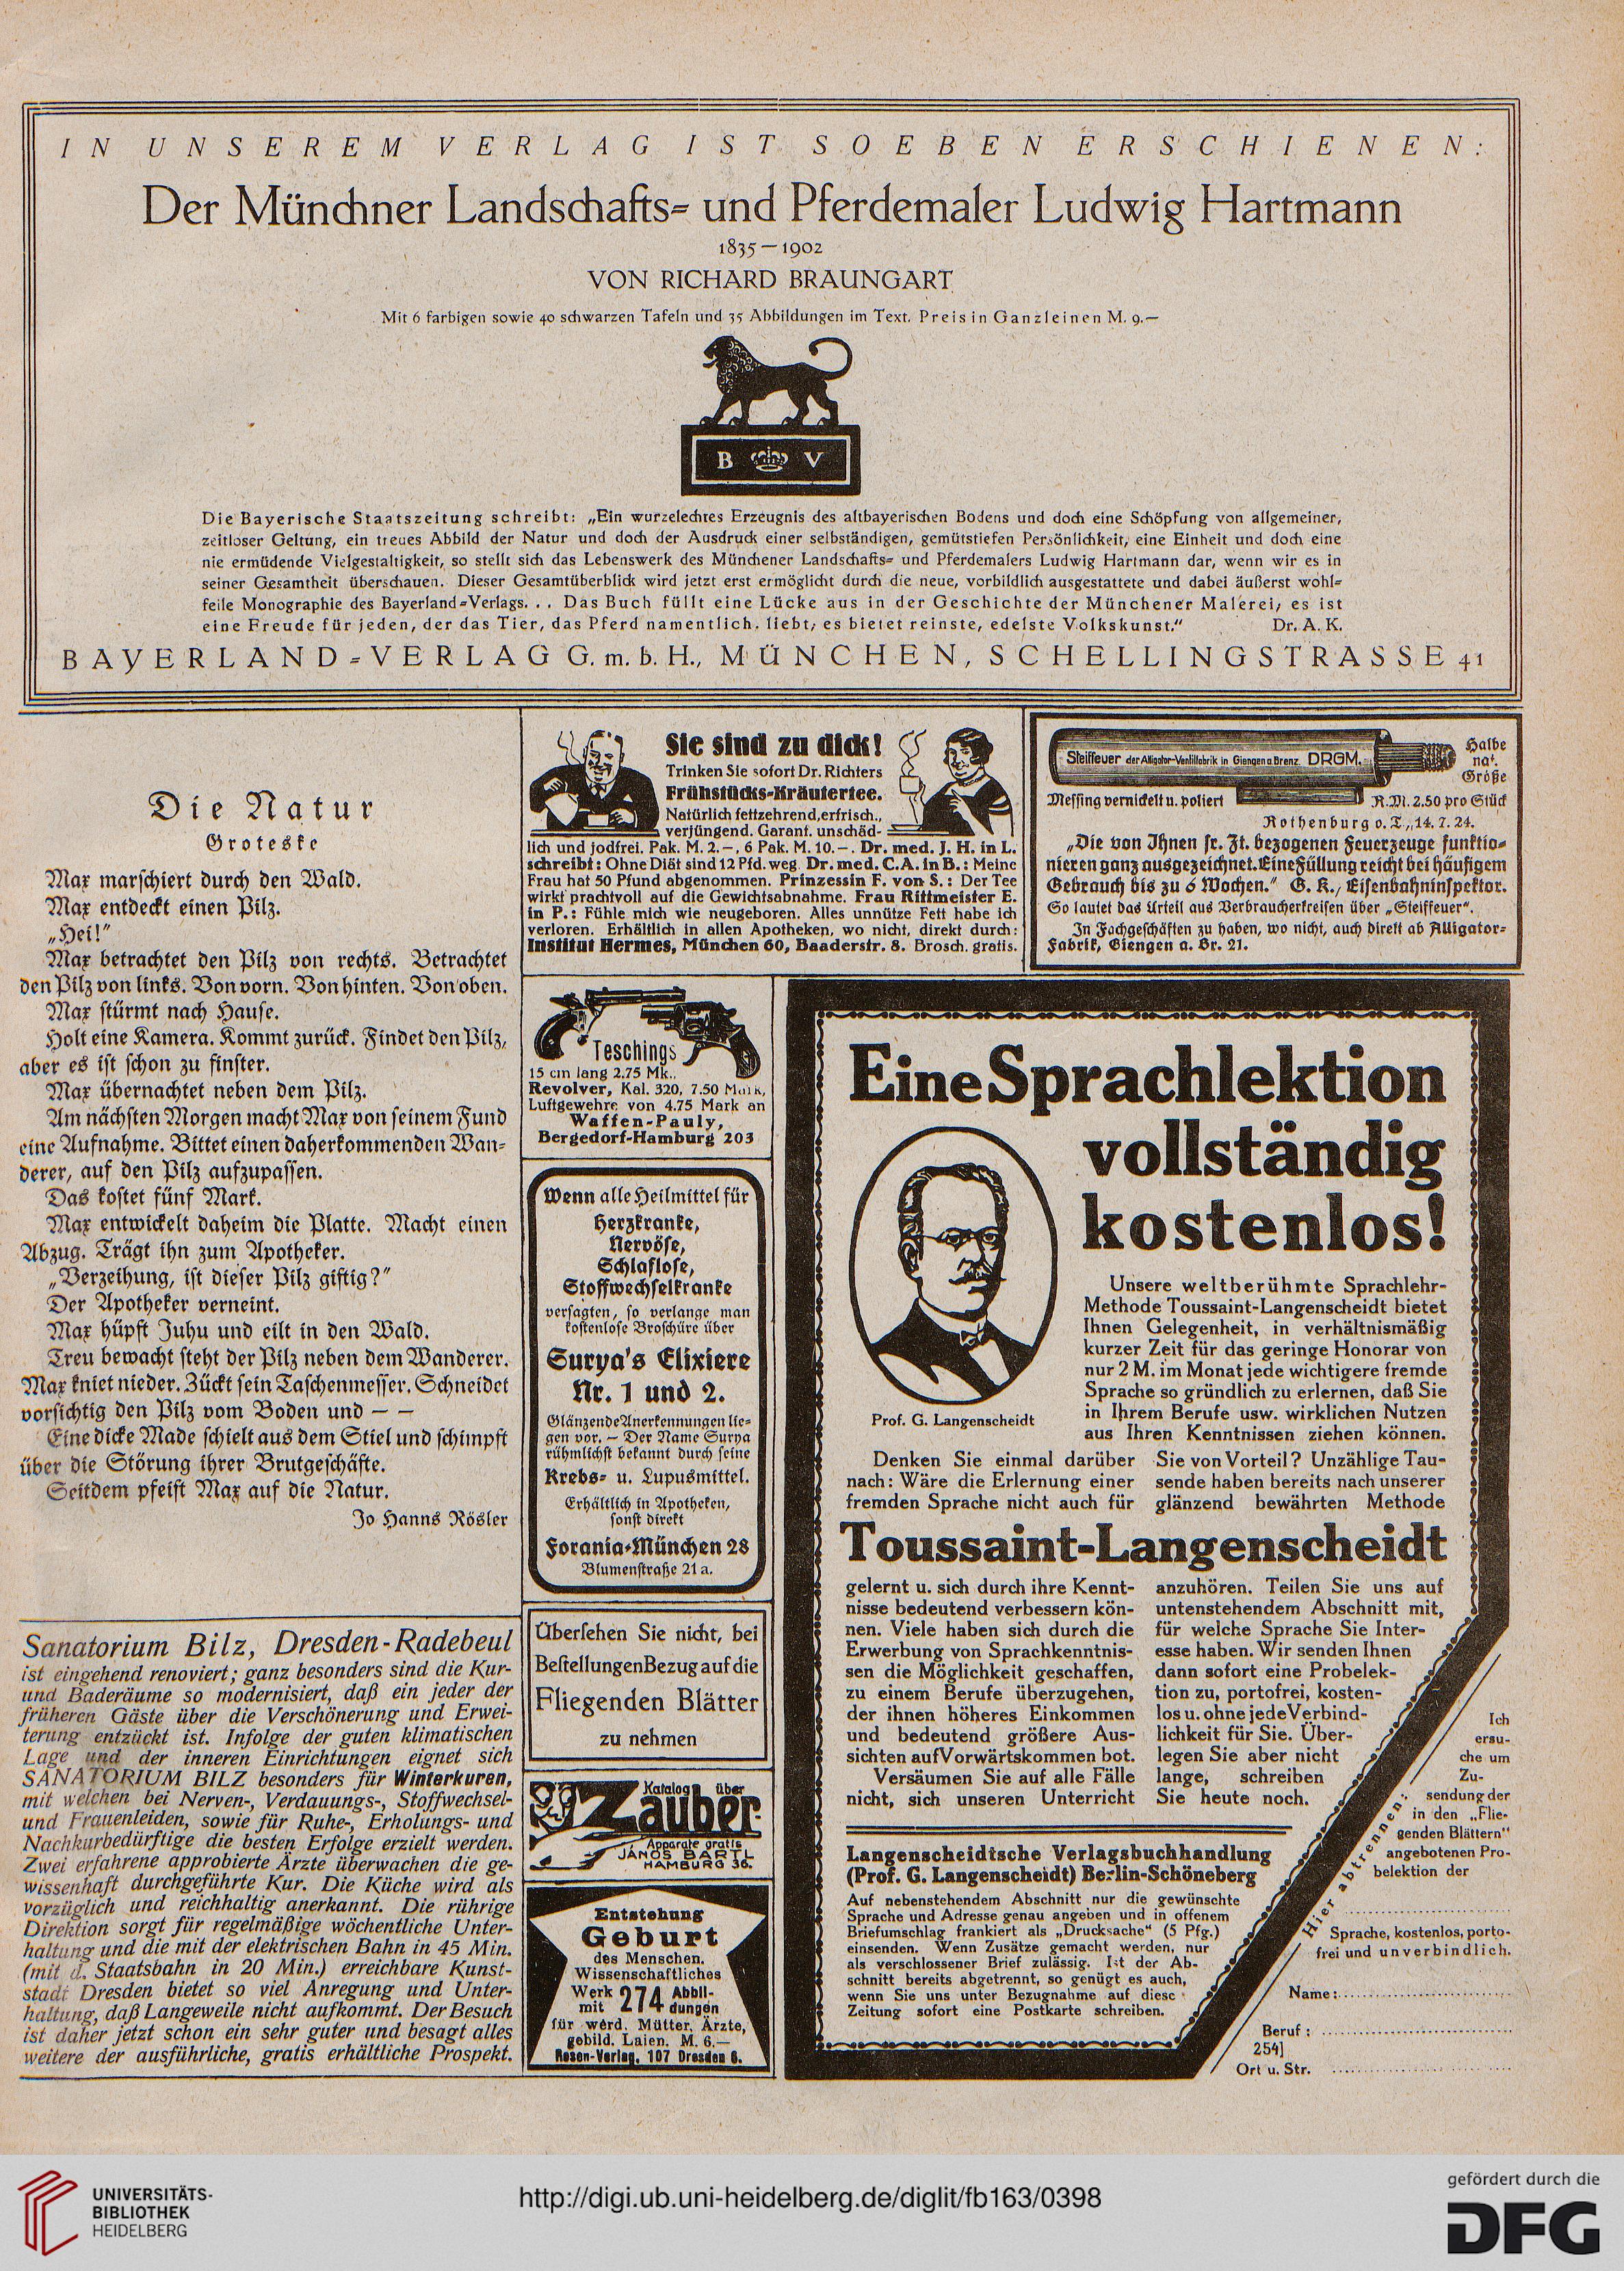 IN UNSEREM VERLAG IST SOEBEN ERSCHIENEN:
Der Münchner Landschafts- und Pferdemaler Ludwig Hartmann
1835—1902
VON RICHARD BRAUNGART
Mit 6 farbigen sowie 40 schwarzen Tafeln und 35 Abbildungen im Text. Preis in Ganzleinen M. 9.—
B V
Die Bayerische Staatszeitung schreibt: „Ein wurzelechtes Erzeugnis des altbayerischen Bodens und doch eine Schöpfung von allgemeiner,
zeitloser Geltung, ein treues Abbild der Natur und doch der Ausdruck einer selbständigen, gemütstiefen Persönlichkeit, eine Einheit und doch eine
nie ermüdende Vielgestaltigkeit, so stellt sich das Lebenswerk des Münchener Landschafts- und Pferdemalers Ludwig Hartmann dar, wenn wir es in
seiner Gesamtheit überschauen. Dieser Gesamtüberblick wird jetzt erst ermöglicht durch die neue, vorbildlich ausgestattete und dabei äußerst wohl-
feile Monographie des Bayerland-Verlags... Das Buch füllt eine Lücke aus in der Geschichte der Münchener Malerei, es ist
eine Freude für jeden, der das Tier, das Pferd namentlich, liebt, es bietet reinste, edelste Volkskunst.“ Dr. A. K.
BAYERLAND-VERLAG G. m. b. H., MÜNCHEN, SCHELLINGSTRASSE 41
Die Natur
Groteske
Max marschiert durch den Wald.
Max entdeckt einen Pilz.
„Hei!“
Max betrachtet den Pilz von rechts. Betrachtet
den Pilz von links. Von vorn. Von hinten. Von oben.
Max stürmt nach Hause.
Holt eine Kamera. Kommt zurück. Findet den Pilz,
aber es ist schon zu finster.
Max übernachtet neben dem Pilz.
Am nächsten Morgen macht Max von seinem Fund
eine Aufnahme. Bittet einen daherkommenden Wan-
derer, auf den Pilz aufzupassen.
Das kostet fünf Mark.
Max entwickelt daheim die Platte. Macht einen
Abzug. Trägt ihn zum Apotheker.
„Verzeihung, ist dieser Pilz giftig?“
Der Apotheker verneint.
Max hüpft Juhu und eilt in den Wald.
Treu bewacht steht der Pilz neben dem Wanderer.
Max kniet nieder. Zückt sein Taschenmesser. Schneidet
vorsichtig den Pilz vom Boden und — —
Eine dicke Made schielt aus dem Stiel und schimpft
über die Störung ihrer Brutgeschäfte.
Seitdem pfeift Max auf die Natur.
Jo Hanns Rösler
Sanatorium Bilz, Dresden-Radebeul
ist eingehend renoviert; ganz besonders sind die Kur-
und Baderäume so modernisiert, daß ein jeder der
früheren Gäste über die Verschönerung und Erwei-
terung entzückt ist. Infolge der guten klimatischen
Lage und der inneren Einrichtungen eignet sich
SANATORIUM BILZ besonders für Winterkuren,
mit welchen bei Nerven-, Verdauungs-, Stoffwechsel-
und Frauenleiden, sowie für Ruhe-, Erholungs- und
Nachkurbedürftige die besten Erfolge erzielt werden.
Zwei erfahrene approbierte Ärzte überwachen die ge-
wissenhaft durchgeführte Kur. Die Küche wird als
vorzüglich und reichhaltig anerkannt. Die rührige
Direktion sorgt für regelmäßige wöchentliche Unter-
haltung und die mit der elektrischen Bahn in 45 Min.
(mit d. Staatsbahn in 20 Min.) erreichbare Kunst-
stadt Dresden bietet so viel Anregung und Unter-
haltung, daß Langeweile nicht aufkommt. Der Besuch
ist daher jetzt schon ein sehr guter und besagt alles
weitere der ausführliche, gratis erhältliche Prospekt.
Sie sind zu dick!
Trinken Sie sofort Dr. Richters
Frühstücks-Kräutertee.
Natürlich fettzehrend, erfrisch.,
verjüngend. Garant. unschäd-
lich und jodfrei. Pak. M. 2.—, 6 Pak. M. 10.—. Dr. med. J. H. in L.
schreibt: Ohne Diät sind 12 Pfd. weg. Dr. med. C. A. in B.: Meine
Frau hat 50 Pfund abgenommen. Prinzessin F. von S.: Der Tee
wirkt prachtvoll auf die Gewichtsabnahme. Frau Rittmeister E.
in P.: Fühle mich wie neugeboren. Alles unnütze Fett habe ich
verloren. Erhältlich in allen Apotheken, wo nicht, direkt durch:
Institut Hermes, München 60, Baaderstr. 8. Brosch. gratis.
Steiffeuer der Alligator-Ventilfabrik in Giengen a Brenz. DRGM.
Halbe
nat.
Größe
Messing vernickelt u. poliert R.M. 2.50 pro Stück
Rothenburg o. T., 14. 7. 24.
„Die von Ihnen sr. Zt. bezogenen Feuerzeuge funktio-
nieren ganz ausgezeichnet. Eine Füllung reicht bei häufigem
Gebrauch bis zu 6 Wochen.“ G. K., Eisenbahninspektor.
So lautet das Urteil aus Verbraucherkreisen über „Steiffeuer“.
In Fachgeschäften zu haben, wo nicht, auch direkt ab Alligator-
Fabrik, Giengen a. Br. 21.
Teschings
15 cm lang 2.75 Mk.
Revolver, Kal. 320, 7.50 Mark,
Luftgewehre von 4.75 Mark an
Waffen-Pauly,
Bergedorf-Hamburg 203
Wenn alle Heilmittel für
Herzkranke,
Nervöse,
Schlaflose,
Stoffwechselkranke
versagten, so verlange man
kostenlose Broschüre über
Surya's Elixiere
Nr. 1 und 2.
Glänzende Anerkennungen lie-
gen vor. — Der Name Surya
rühmlichst bekannt durch seine
Krebs- u. Lupusmittel.
Erhältlich in Apotheken,
sonst direkt
Forania-München 28
Blumenstraße 21 a.
Übersehen Sie nicht, bei
Bestellungen Bezug auf die
Fliegenden Blätter
zu nehmen
Katalog über
Zauber-
Apparate gratis
JÁNOS BARTL
HAMBURG 36.
Entstehung
Geburt
des Menschen.
Wissenschaftliches
Werk mit 274 Abbil-
dungen
für werd. Mütter, Ärzte,
gebild. Laien. M. 6.—
Rosen-Verlag, 107 Dresden 6.
Eine Sprachlektion
vollständig
kostenlos!
Prof. G. Langenscheidt
Unsere weltberühmte Sprachlehr-
Methode Toussaint-Langenscheidt bietet
Ihnen Gelegenheit, in verhältnismäßig
kurzer Zeit für das geringe Honorar von
nur 2 M. im Monat jede wichtigere fremde
Sprache so gründlich zu erlernen, daß Sie
in Ihrem Berufe usw. wirklichen Nutzen
aus Ihren Kenntnissen ziehen können.
Denken Sie einmal darüber
nach: Wäre die Erlernung einer
fremden Sprache nicht auch für
Sie von Vorteil? Unzählige Tau-
sende haben bereits nach unserer
glänzend bewährten Methode
Toussaint-Langenscheidt
gelernt u. sich durch ihre Kennt-
nisse bedeutend verbessern kön-
nen. Viele haben sich durch die
Erwerbung von Sprachkenntnis-
sen die Möglichkeit geschaffen,
zu einem Berufe überzugehen,
der ihnen höheres Einkommen
und bedeutend größere Aus-
sichten auf Vorwärtskommen bot.
Versäumen Sie auf alle Fälle
nicht, sich unseren Unterricht
anzuhören. Teilen Sie uns auf
untenstehendem Abschnitt mit,
für welche Sprache Sie Inter-
esse haben. Wir senden Ihnen
dann sofort eine Probelek-
tion zu, portofrei, kosten-
los u. ohne jede Verbind-
lichkeit für Sie. Über-
legen Sie aber nicht
lange, schreiben
Sie heute noch.
Langenscheidtsche Verlagsbuchhandlung
(Prof. G. Langenscheidt) Berlin-Schöneberg
Auf nebenstehendem Abschnitt nur die gewünschte
Sprache und Adresse genau angeben und in offenem
Briefumschlag frankiert als „Drucksache“ (5 Pfg.)
einsenden. Wenn Zusätze gemacht werden, nur
als verschlossener Brief zulässig. Ist der Ab-
schnitt bereits abgetrennt, so genügt es auch,
wenn Sie uns unter Bezugnahme auf diese
Zeitung sofort eine Postkarte schreiben.
Hier abtrennen:
Ich
ersu-
che um
Zu-
sendung der
in den „Flie-
genden Blättern“
angebotenen Pro-
belektion der
Sprache, kostenlos, porto-
frei und unverbindlich.
Name:
Beruf:
254]
Ort u. Str.
UNIVERSITÄTS-
BIBLIOTHEK
HEIDELBERG
http://digi.ub.uni-heidelberg.de/diglit/fb163/0398
gefördert durch die
DFG